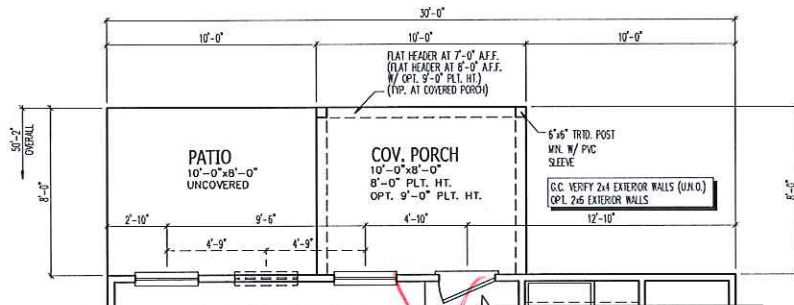 30'-0"
10'-0" 10'-0" 10'-0"
FLAT HEADER AT 7'-0" A.F.F.
(FLAT HEADER AT 8'-0" A.F.F.
W/ OPT. 9'-0" PLT. HT.)
(TYP. AT COVERED PORCH)
50'-2"
OVERALL
8'-0"
PATIO
10'-0"x8'-0"
UNCOVERED
COV. PORCH
10'-0"x8'-0"
8'-0" PLT. HT.
OPT. 9'-0" PLT. HT.
6"x6" TRTD. POST
MIN. W/ PVC
SLEEVE
G.C. VERIFY 2x4 EXTERIOR WALLS (U.N.O.)
OPT. 2x6 EXTERIOR WALLS
8'-0"
2'-10" 9'-6" 4'-10" 12'-10"
4'-9" 4'-9"